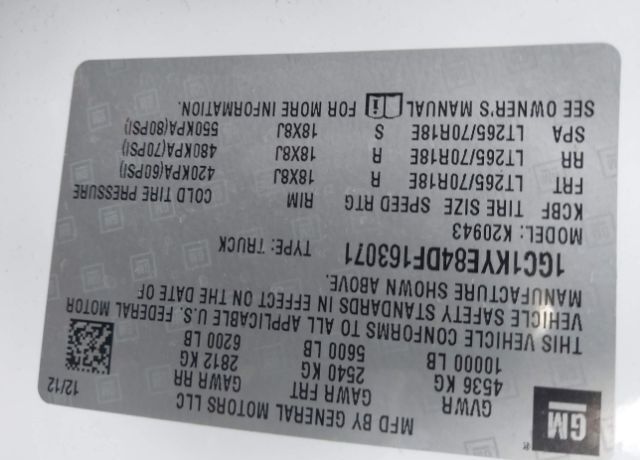 GM
MFD BY GENERAL MOTORS LLC 12/12
GVWR GAWR FRT GAWR RR
4536 KG 2540 KG 2812 KG
10000 LB 5600 LB 6200 LB
THIS VEHICLE CONFORMS TO ALL APPLICABLE U.S. FEDERAL MOTOR
VEHICLE SAFETY STANDARDS IN EFFECT ON THE DATE OF
MANUFACTURE SHOWN ABOVE.
1GC1KYE84DF163071 TYPE: TRUCK
MODEL: K20943
KCBF TIRE SIZE SPEED RTG RIM COLD TIRE PRESSURE
FRT LT265/70R18E R 18X8J 420KPA(60PSI)
RR LT265/70R18E R 18X8J 480KPA(70PSI)
SPA LT265/70R18E S 18X8J 550KPA(80PSI)
SEE OWNER'S MANUAL FOR MORE INFORMATION.